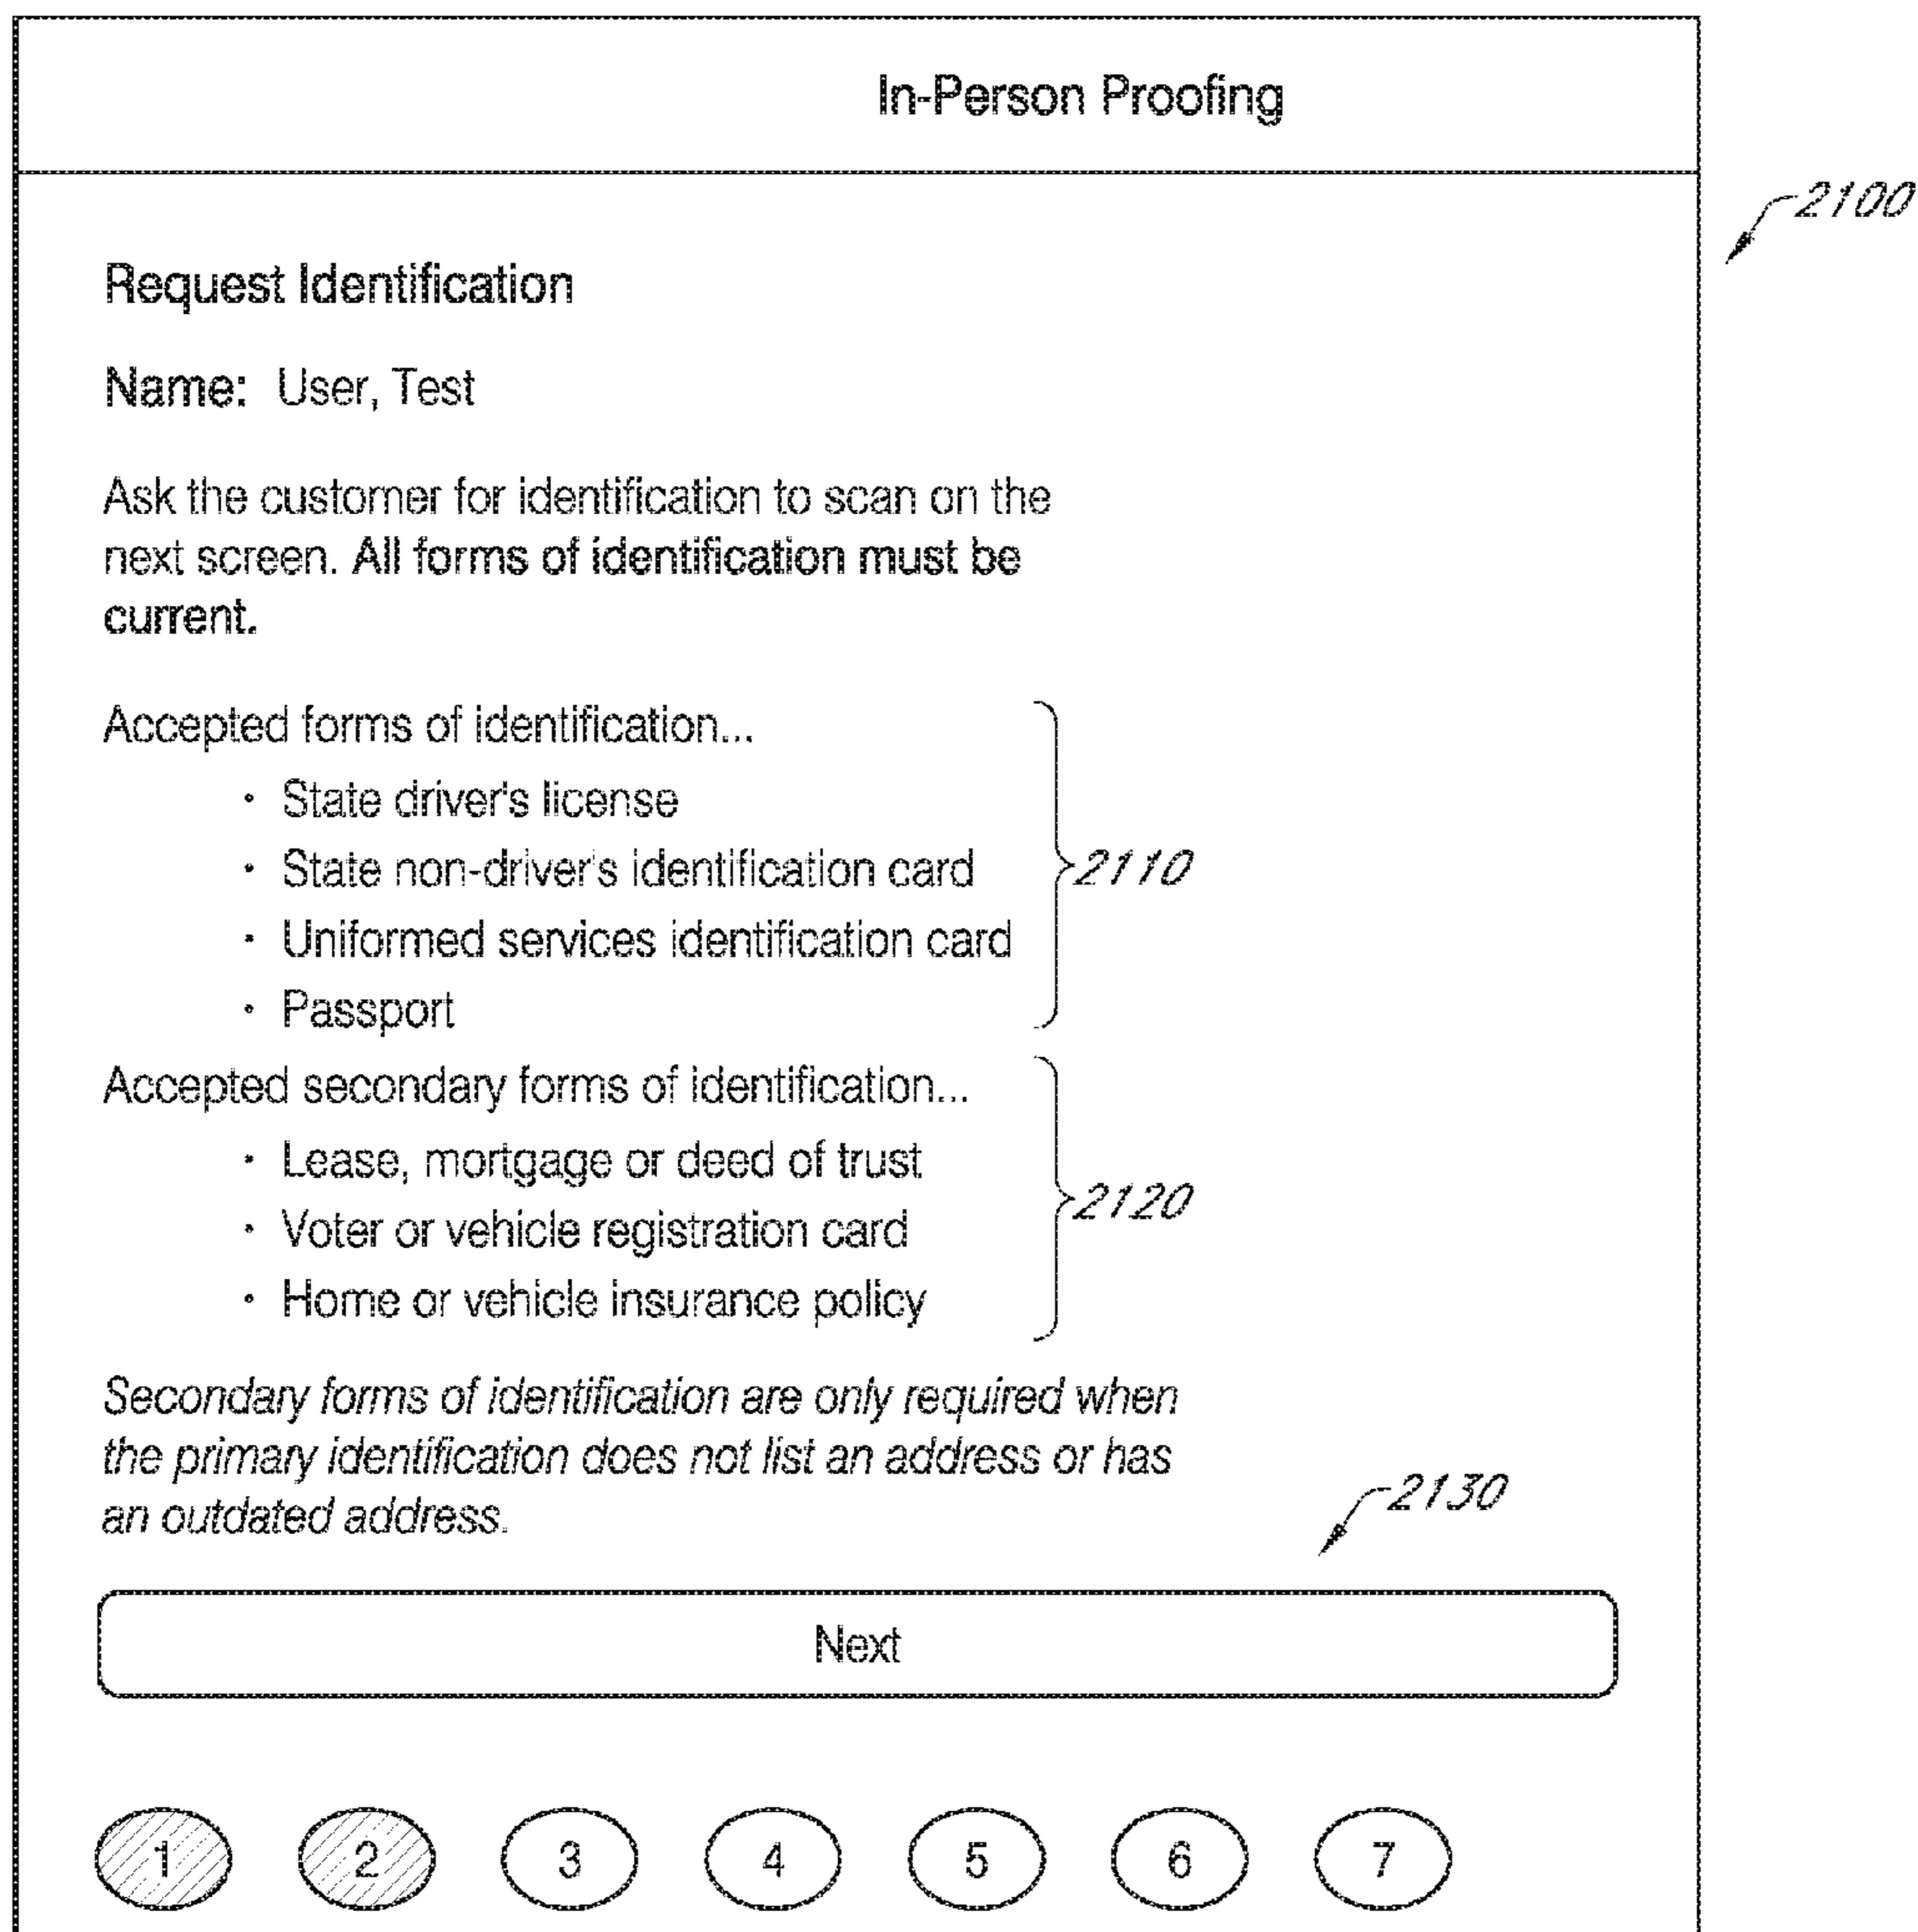 In-Person Proofing
2100
Request Identification
Name: User, Test
Ask the customer for identification to scan on the
next screen. All forms of identification must be
current.
Accepted forms of identification...
• State driver's license
• State non-driver's identification card
2110
• Uniformed services identification card
• Passport
Accepted secondary forms of identification...
• Lease, mortgage or deed of trust
2120
• Voter or vehicle registration card
• Home or vehicle insurance policy
Secondary forms of identification are only required when
the primary identification does not list an address or has
an outdated address.
2130
Next
1 2 3 4 5 6 7